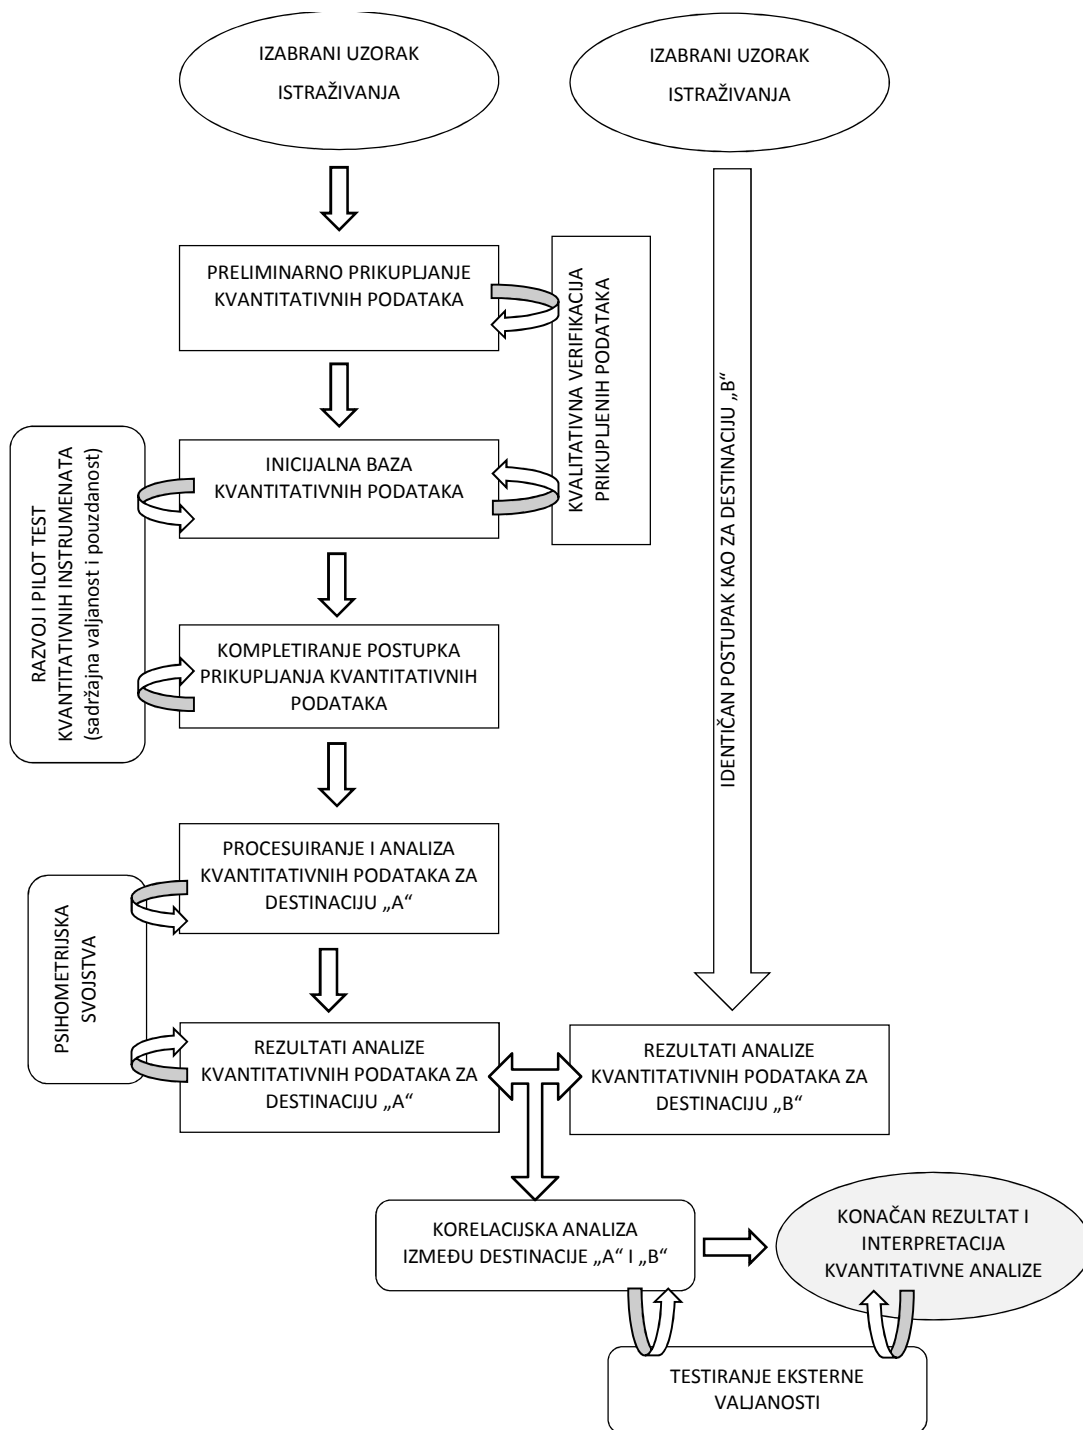 IZABRANI UZORAK
ISTRAŽIVANJA
IZABRANI UZORAK
ISTRAŽIVANJA
PRELIMINARNO PRIKUPLJANJE
KVANTITATIVNIH PODATAKA
KVALITATIVNA VERIFIKACIJA
PRIKUPLJENIH PODATAKA
INICIJALNA BAZA
KVANTITATIVNIH PODATAKA
RAZVOJ I PILOT TEST
KVANTITATIVNIH INSTRUMENATA
(sadržajna valjanost i pouzdanost)
IDENTIČAN POSTUPAK KAO ZA DESTINACIJU „B“
KOMPLETIRANJE POSTUPKA
PRIKUPLJANJA KVANTITATIVNIH
PODATAKA
PROCESUIRANJE I ANALIZA
KVANTITATIVNIH PODATAKA ZA
DESTINACIJU „A“
PSIHOMETRIJSKA
SVOJSTVA
REZULTATI ANALIZE
KVANTITATIVNIH PODATAKA ZA
DESTINACIJU „A“
REZULTATI ANALIZE
KVANTITATIVNIH PODATAKA ZA
DESTINACIJU „B“
KORELACIJSKA ANALIZA
IZMEĐU DESTINACIJE „A“ I „B“
KONAČAN REZULTAT I
INTERPRETACIJA
KVANTITATIVNE ANALIZE
TESTIRANJE EKSTERNE
VALJANOSTI